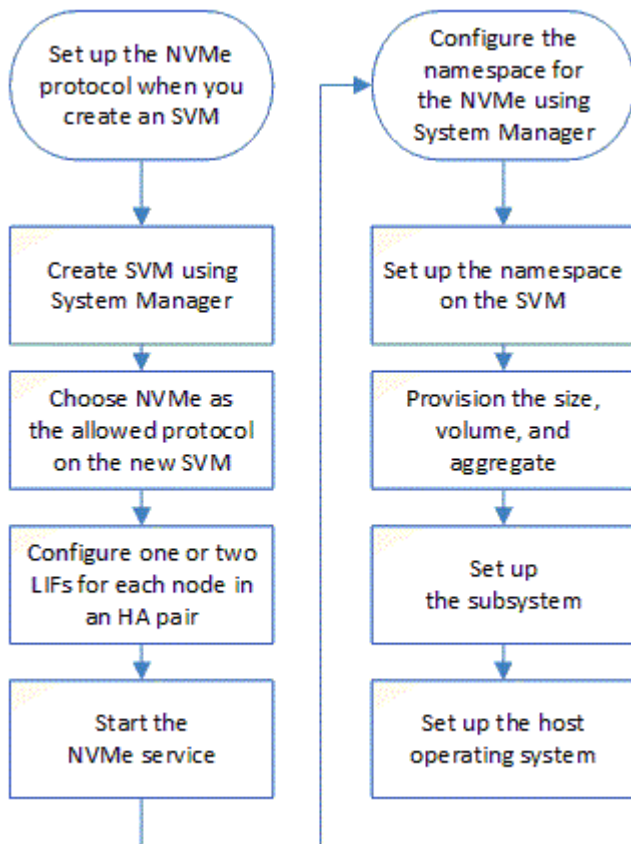 Set up the NVMe
protocol when you
create an SVM
Create SVM using
System Manager
Choose NVMe as
the allowed protocol
on the new SVM
Configure one or two
LIFs for each node in
an HA pair
Start the
NVMe service
Configure the
namespace for
the NVMe using
System Manager
Set up the namespace
on the SVM
Provision the size,
volume, and
aggregate
Set up
the subsystem
Set up the host
operating system